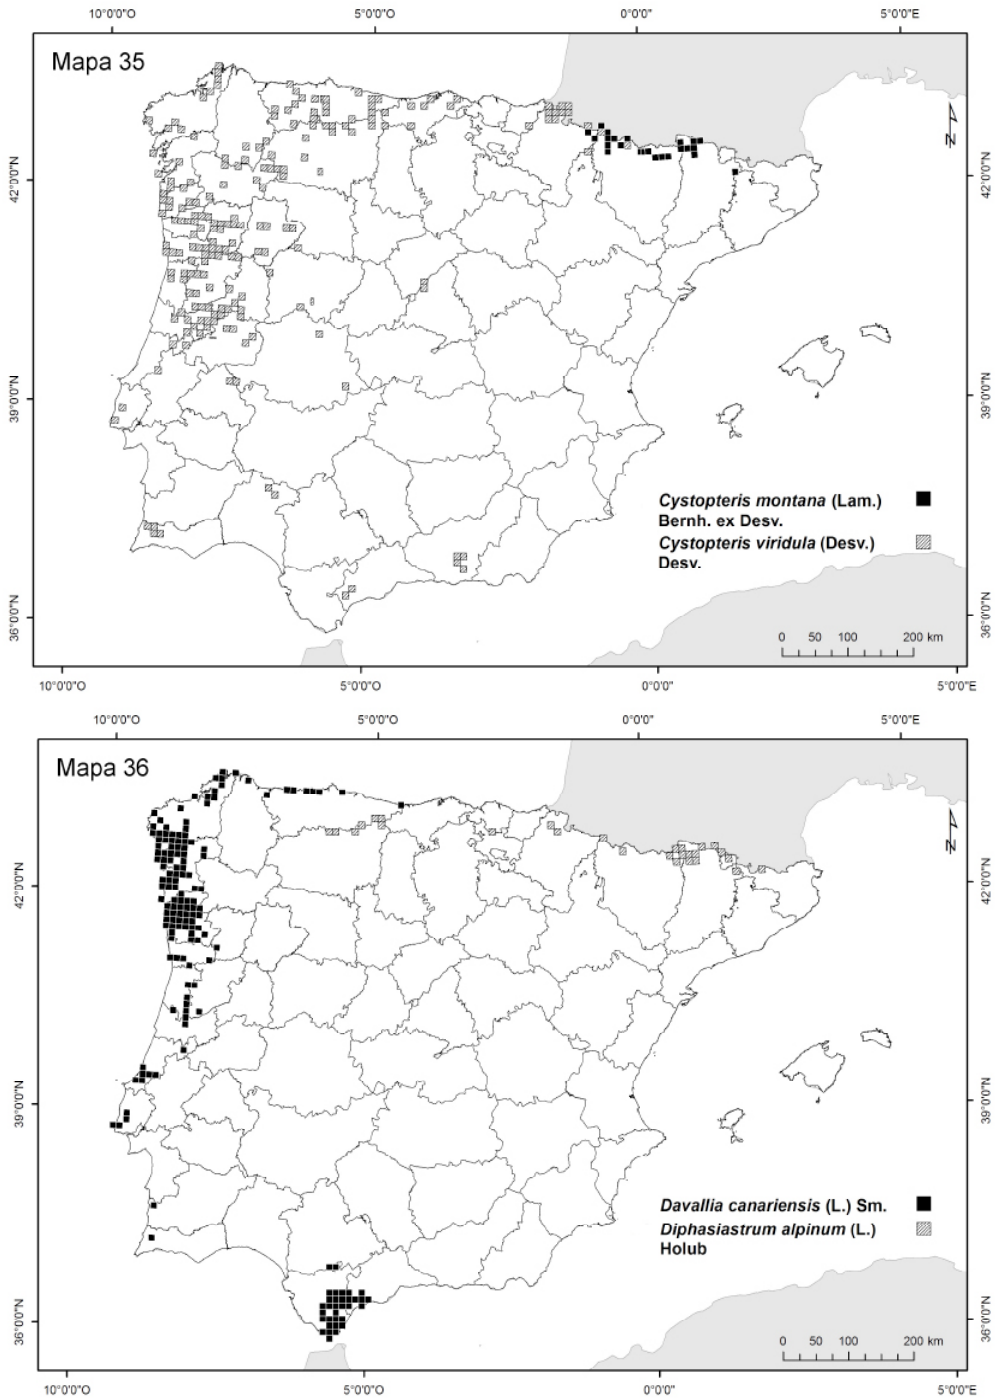 10°0'0"O 5°0'0"O 0°0'0" 5°0'0"E
Mapa 35
N
42°0'0"N 42°0'0"N
39°0'0"N 39°0'0"N
Cystopteris montana (Lam.)
Bernh. ex Desv.
Cystopteris viridula (Desv.)
Desv.
36°0'0"N 36°0'0"N
0 50 100 200 km
10°0'0"O 5°0'0"O 0°0'0" 5°0'0"E
10°0'0"O 5°0'0"O 0°0'0" 5°0'0"E
Mapa 36
N
42°0'0"N 42°0'0"N
39°0'0"N 39°0'0"N
Davallia canariensis (L.) Sm.
Diphasiastrum alpinum (L.)
Holub
36°0'0"N 36°0'0"N
0 50 100 200 km
10°0'0"O 5°0'0"O 0°0'0" 5°0'0"E